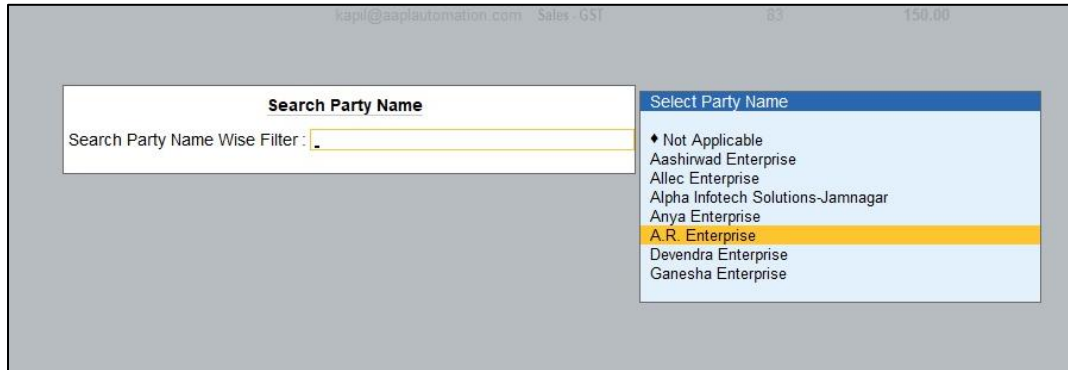 kapil@aaplautomation.com Sales - GST 83 150.00
Search Party Name
Search Party Name Wise Filter :
Select Party Name
♦ Not Applicable
Aashirwad Enterprise
Allec Enterprise
Alpha Infotech Solutions-Jamnagar
Anya Enterprise
A.R. Enterprise
Devendra Enterprise
Ganesha Enterprise